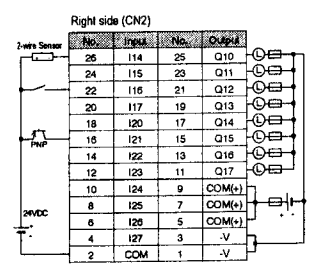 Right side (CN2)
2-wire Sensor
No. Input No. Output
26 I14 25 Q10
24 I15 23 Q11
22 I16 21 Q12
20 I17 19 Q13
18 I20 17 Q14
16 I21 15 Q15
PNP
14 I22 13 Q16
12 I23 11 Q17
10 I24 9 COM(+)
8 I25 7 COM(+)
24VDC
6 I26 5 COM(+)
4 I27 3 -V
2 COM 1 -V
L
L
L
L
L
L
L
L
+ -
+
-